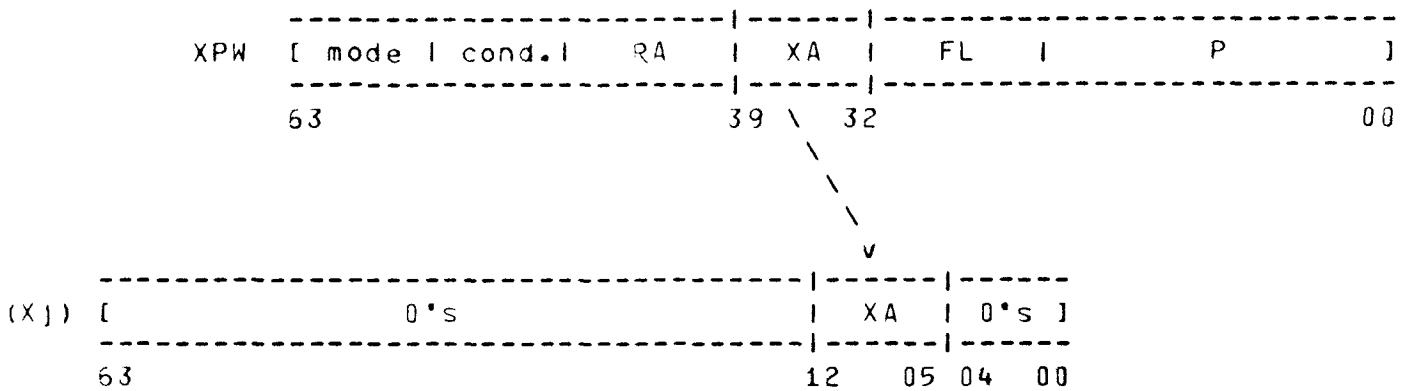 XPW [ mode | cond.| RA | XA | FL | P ]
63 39 32 00
(Xj) [ 0's | XA | 0's ]
63 12 05 04 00